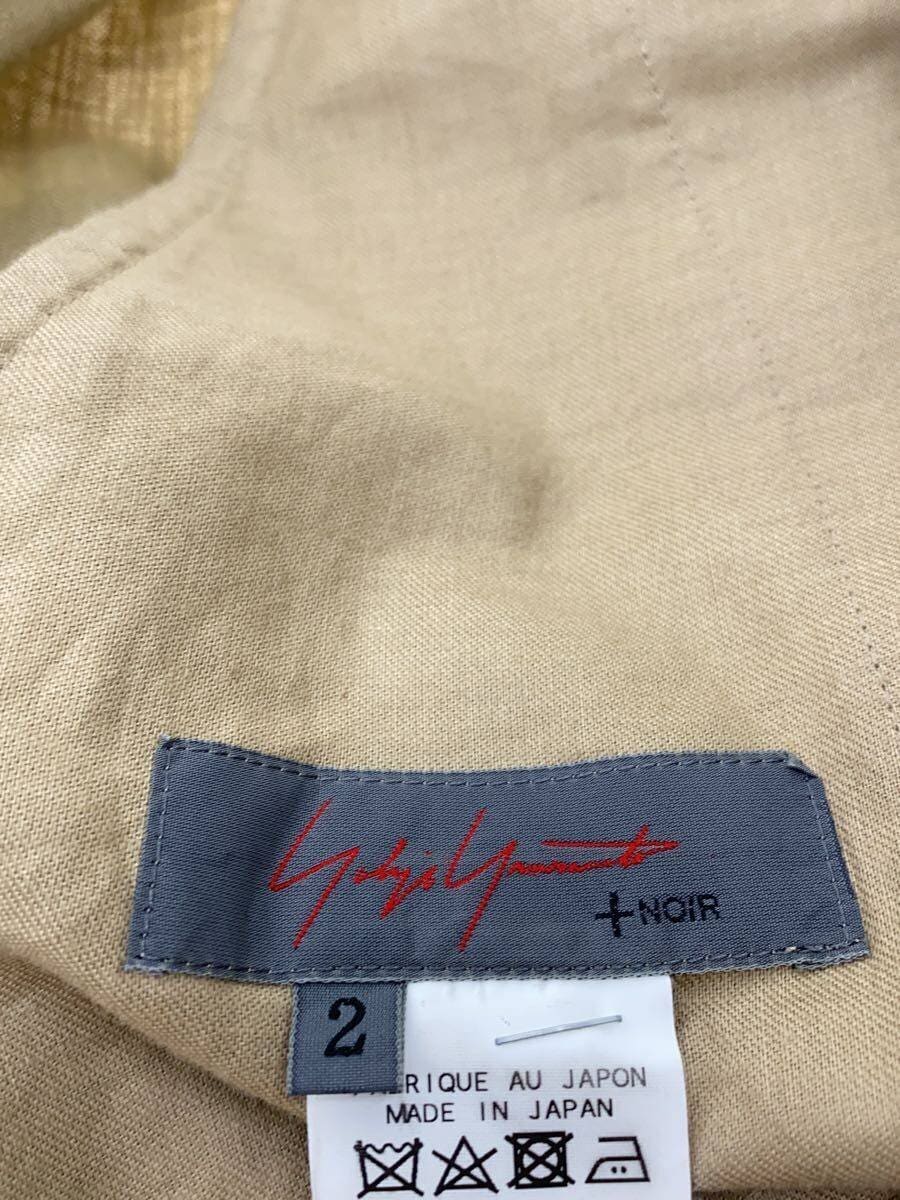 Yohji Yamamoto
+NOIR
2
FABRIQUE AU JAPON
MADE IN JAPAN